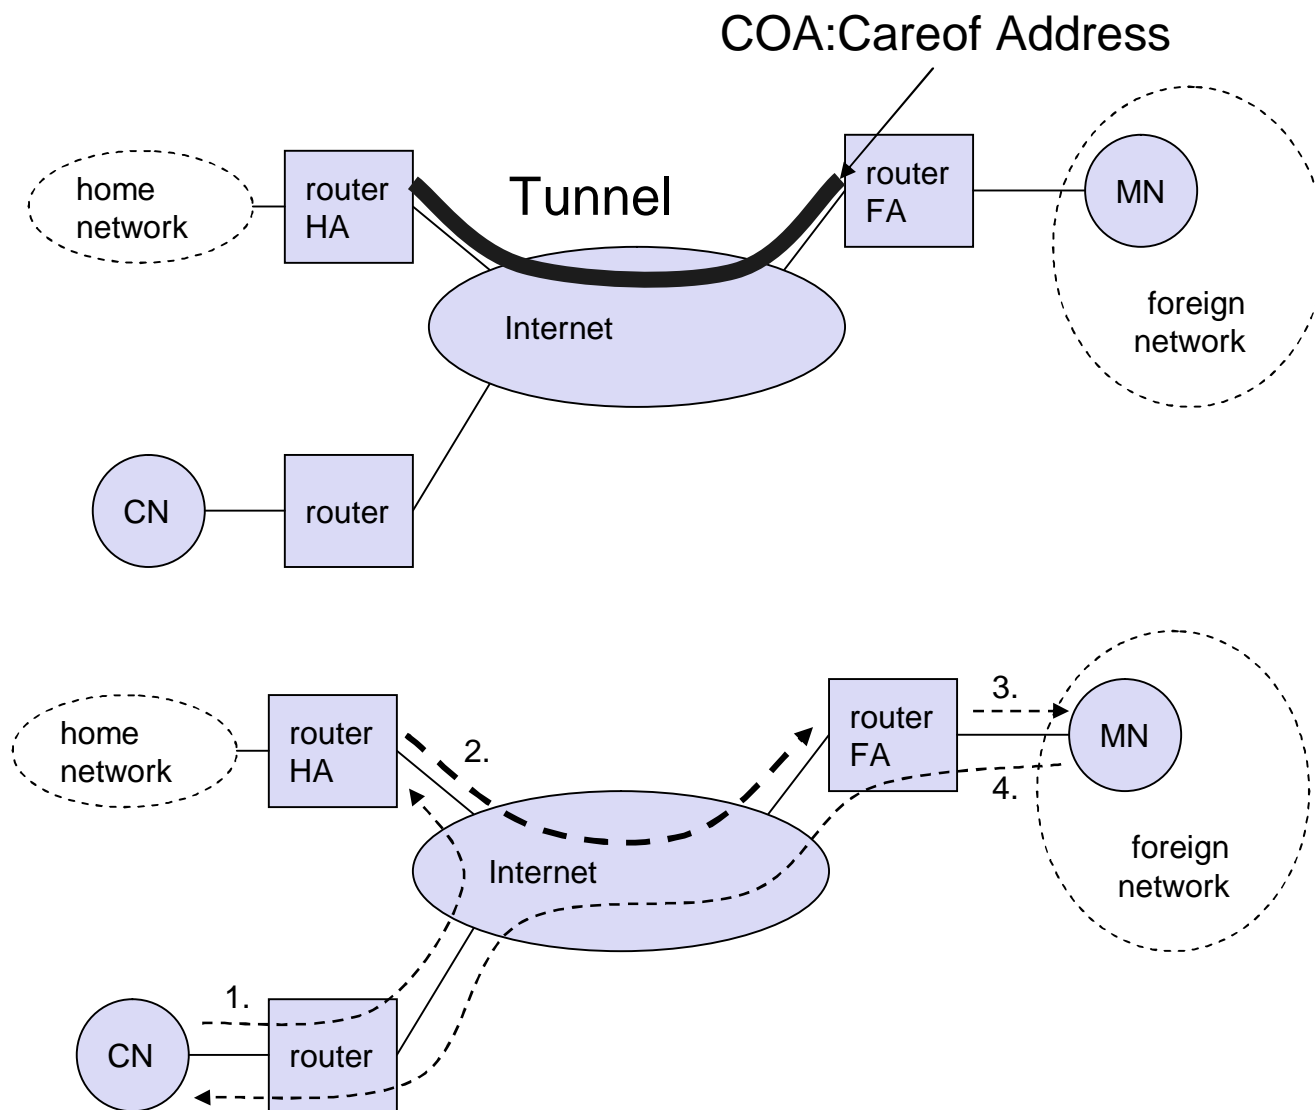 COA:Careof Address
home
network
router
HA
Tunnel
router
FA
MN
Internet
foreign
network
CN
router
home
network
router
HA
2.
router
FA
3.
MN
4.
Internet
foreign
network
1.
CN
router